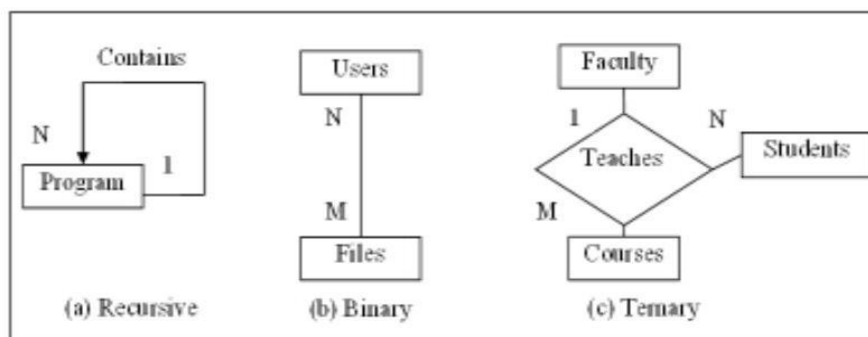 Contains
N
1
Program
(a) Recursive
Users
N
M
Files
(b) Binary
Faculty
1
N
Teaches
Students
M
Courses
(c) Ternary